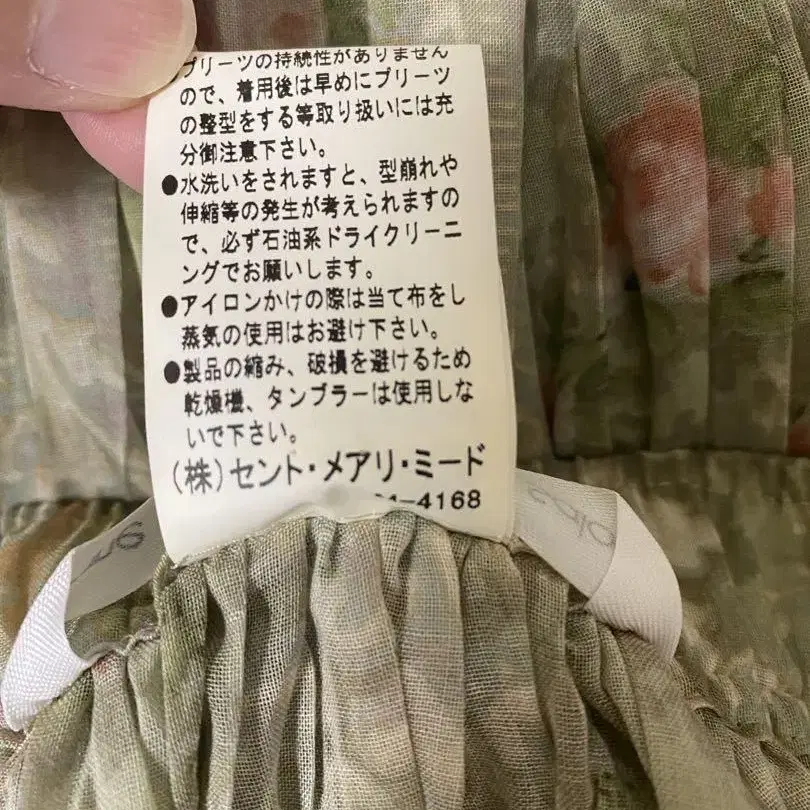 プリーツの持続性がありません
ので、着用後は早めにプリーツ
の整型をする等取り扱いには充
分御注意下さい。
●水洗いをされますと、型崩れや
伸縮等の発生が考えられますの
で、必ず石油系ドライクリーニ
ングでお願いします。
●アイロンかけの際は当て布をし
蒸気の使用はお避け下さい。
●製品の縮み、破損を避けるため
乾燥機、タンブラーは使用しな
いで下さい。
(株)セント・メアリ・ミード
-4168